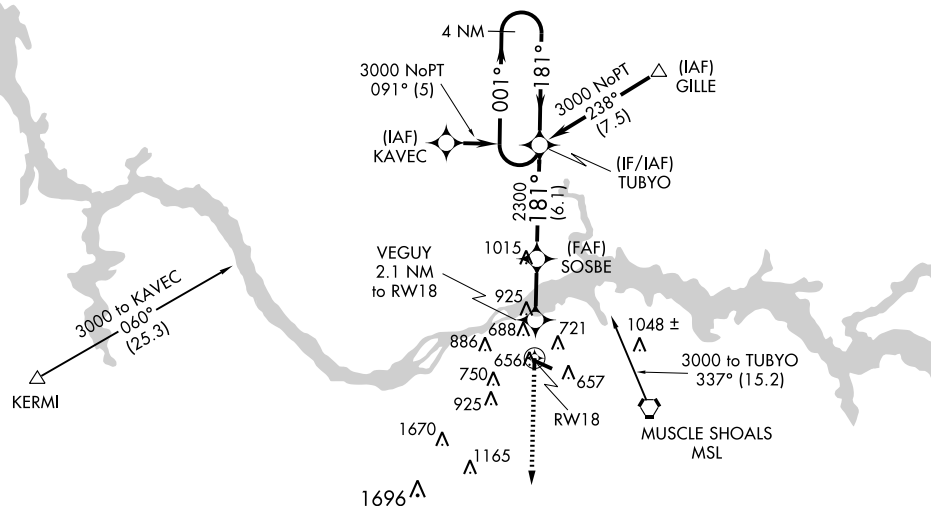 4 NM
3000 NoPT
091° (5)
001°
181°
3000 NoPT
238°
(7.5)
(IAF)
GILLE
(IAF)
KAVEC
(IF/IAF)
TUBYO
2300
181°
(6.1)
1015
(FAF)
SOSBE
VEGUY
2.1 NM
to RW18
3000 to KAVEC
060°
(25.3)
KERMI
925
688
721
886
656
1048 ±
3000 to TUBYO
337° (15.2)
750
657
925
RW18
MUSCLE SHOALS
MSL
1670
1165
1696